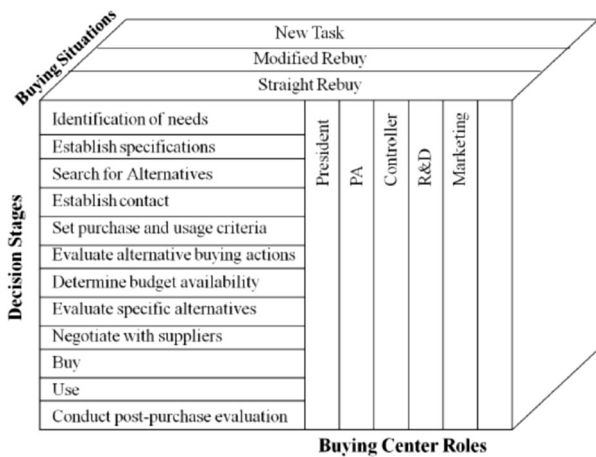 Buying Situations
New Task
Modified Rebuy
Straight Rebuy
Decision Stages
Identification of needs
Establish specifications
Search for Alternatives
Establish contact
Set purchase and usage criteria
Evaluate alternative buying actions
Determine budget availability
Evaluate specific alternatives
Negotiate with suppliers
Buy
Use
Conduct post-purchase evaluation
President
PA
Controller
R&D
Marketing
Buying Center Roles